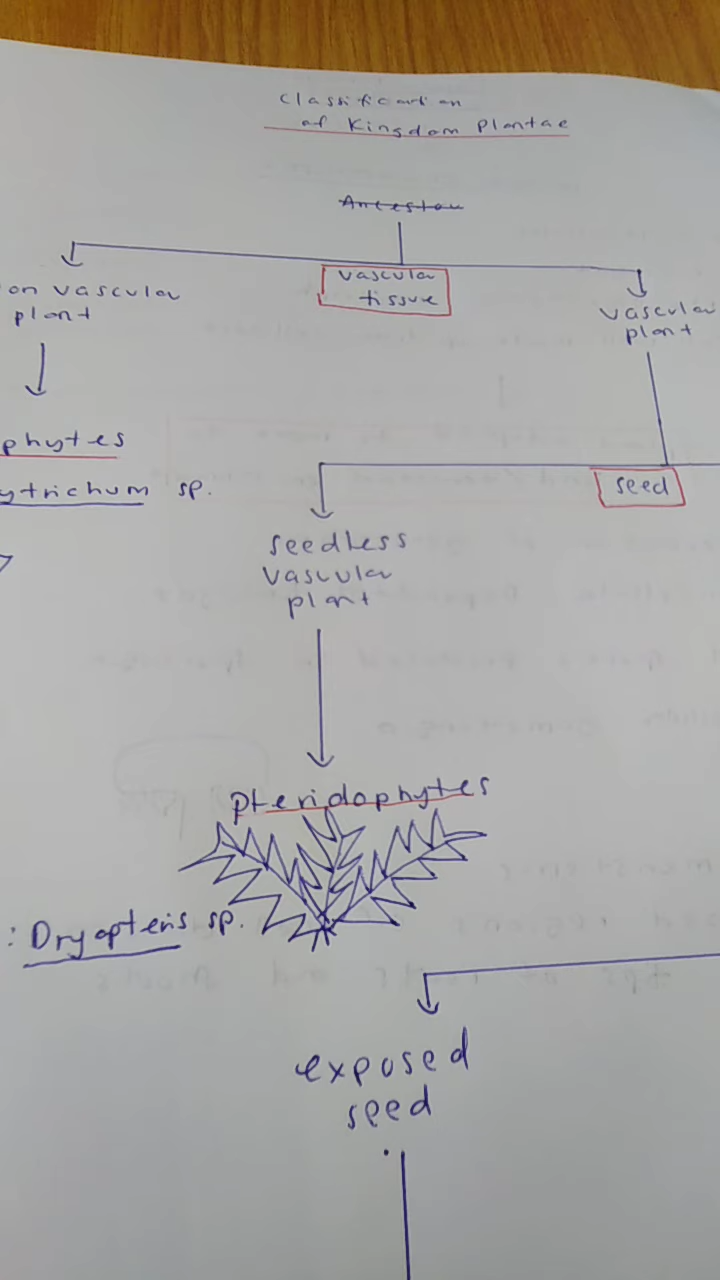 Classification
of Kingdom Plantae
Ancestou
vascular
tissue
on vascular
plant
vascular
plant
phytes
ytrichum sp.
seed
seedless
vascular
plant
pteridophytes
: Dryopteris sp.
exposed
seed